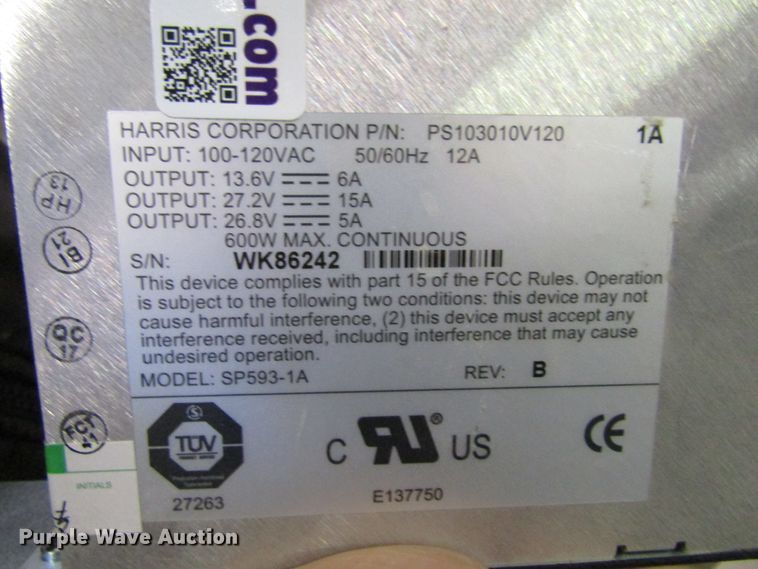 .com
HARRIS CORPORATION P/N: PS103010V120 1A
INPUT: 100-120VAC 50/60Hz 12A
OUTPUT: 13.6V 6A
OUTPUT: 27.2V 15A
OUTPUT: 26.8V 5A
600W MAX. CONTINUOUS
S/N: WK86242
This device complies with part 15 of the FCC Rules. Operation
is subject to the following two conditions: this device may not
cause harmful interference, (2) this device must accept any
interference received, including interference that may cause
undesired operation.
MODEL: SP593-1A REV: B
HP
13
BI
21
QC
17
FCT
INITIALS
S
TÜV
27263
C RU® US
E137750
CE
Purple Wave Auction